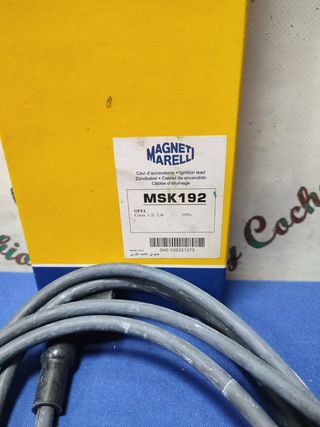 MAGNETI
MARELLI
Cavi d'accensione • Ignition lead
Zündkabel • Cables de encendido
Câbles d'allumage
MSK192
OPEL
Corsa 1.2i 1.4i 1993-
940-106331073
Coch